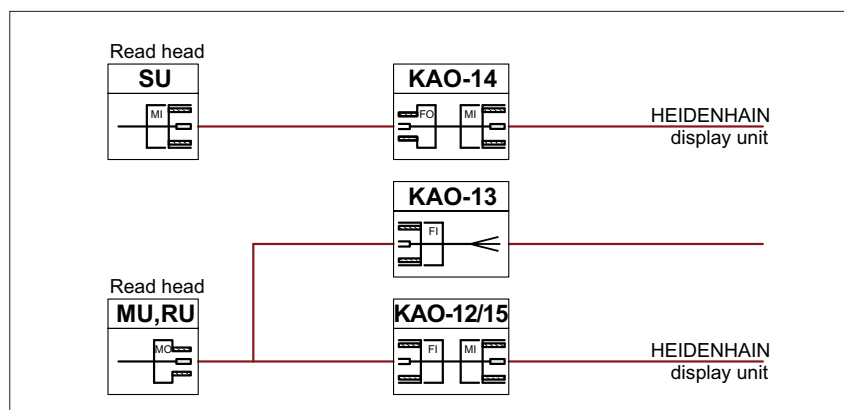 Read head
SU
MI
KAO-14
FO
MI
HEIDENHAIN
display unit
KAO-13
FI
Read head
MU,RU
MO
KAO-12/15
FI
MI
HEIDENHAIN
display unit